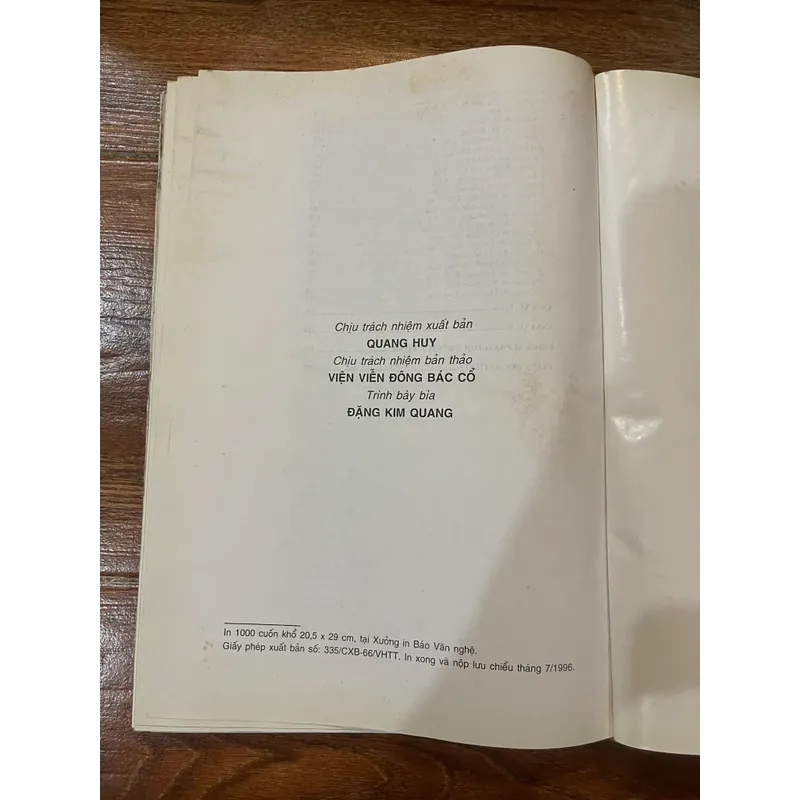 Chịu trách nhiệm xuất bản
QUANG HUY
Chịu trách nhiệm bản thảo
VIỆN VIỄN ĐÔNG BÁC CỔ
Trình bày bìa
ĐẶNG KIM QUANG
In 1000 cuốn khổ 20,5 x 29 cm, tại Xưởng in Báo Văn nghệ.
Giấy phép xuất bản số: 335/CXB-66/VHTT. In xong và nộp lưu chiểu tháng 7/1996.